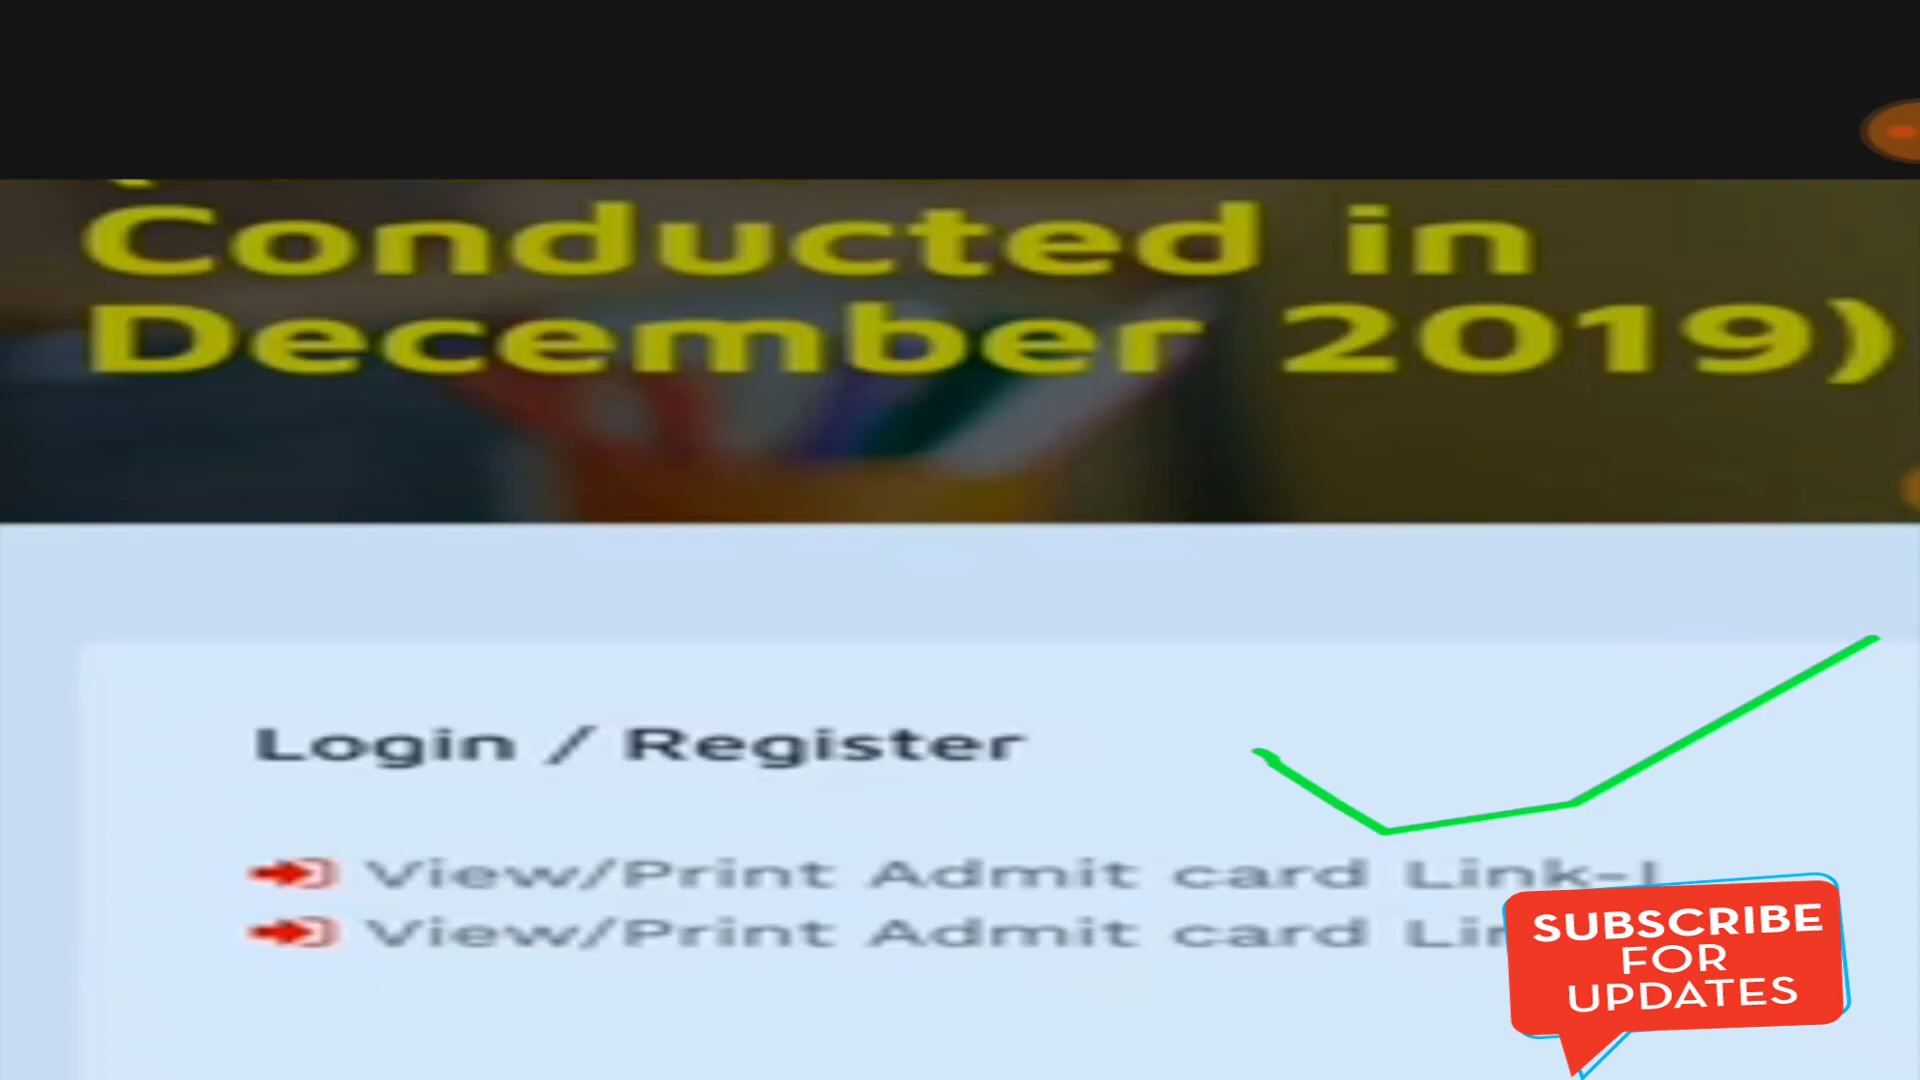 Conducted in
December 2019)
Login / Register
View/Print Admit card Link-I
View/Print Admit card
SUBSCRIBE
FOR
UPDATES